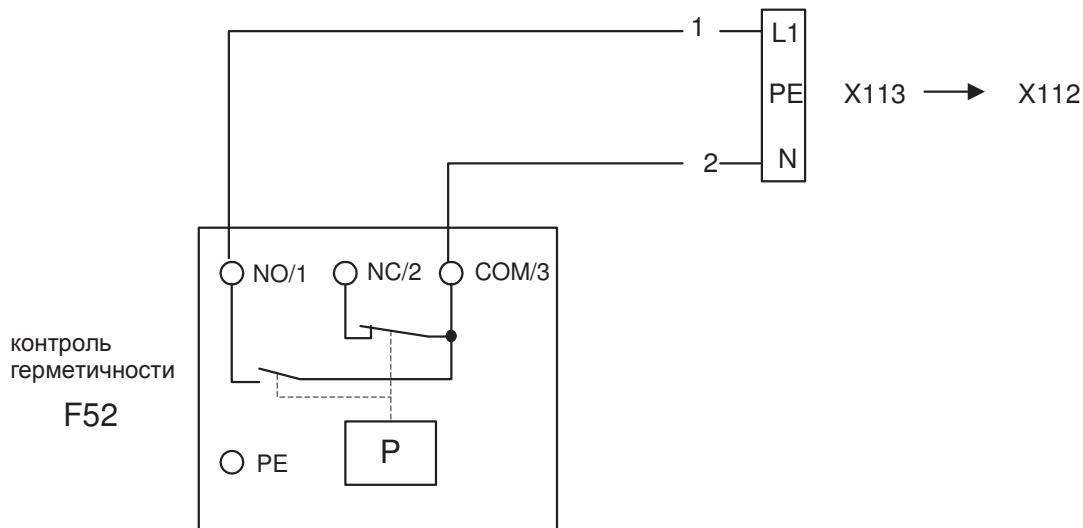 1
L1
PE
X113
X112
2
N
NO/1
NC/2
COM/3
контроль
герметичности
F52
P
PE